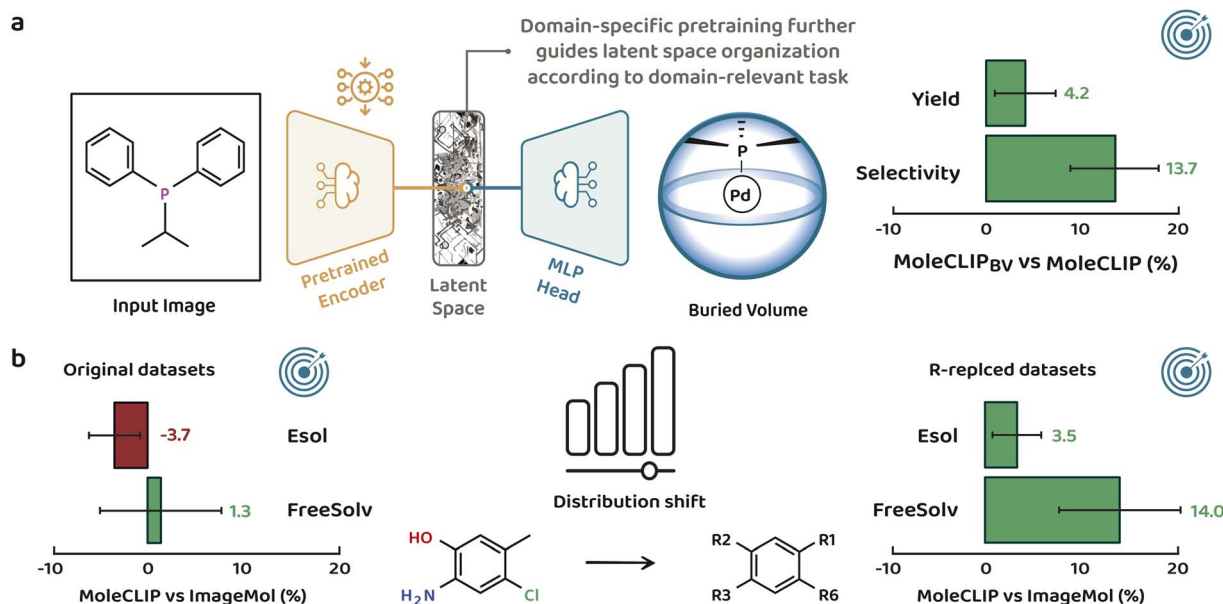 a
Domain-specific pretraining further
guides latent space organization
according to domain-relevant task
P
Input Image
Pretrained
Encoder
Latent
Space
MLP
Head
P
Pd
Buried Volume
Yield
4.2
Selectivity
13.7
-10 0 10 20
MoleCLIPBV vs MoleCLIP (%)
b
Original datasets
-3.7
Esol
1.3
FreeSolv
-10 0 10 20
MoleCLIP vs ImageMol (%)
Distribution shift
HO
H₂N
Cl
R2
R1
R3
R6
R-replced datasets
Esol
3.5
FreeSolv
14.0
-10 0 10 20
MoleCLIP vs ImageMol (%)